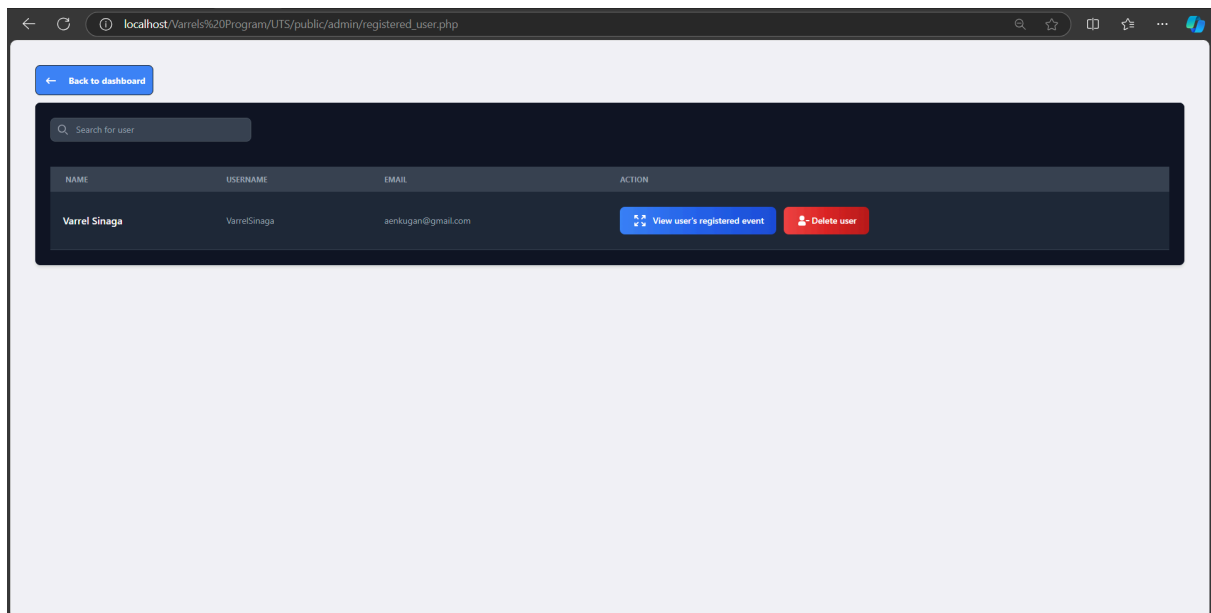 localhost/Varrels%20Program/UTS/public/admin/registered_user.php
Back to dashboard
Search for user
NAME USERNAME EMAIL ACTION
Varrel Sinaga VarrelSinaga aenkugan@gmail.com View user's registered event Delete user